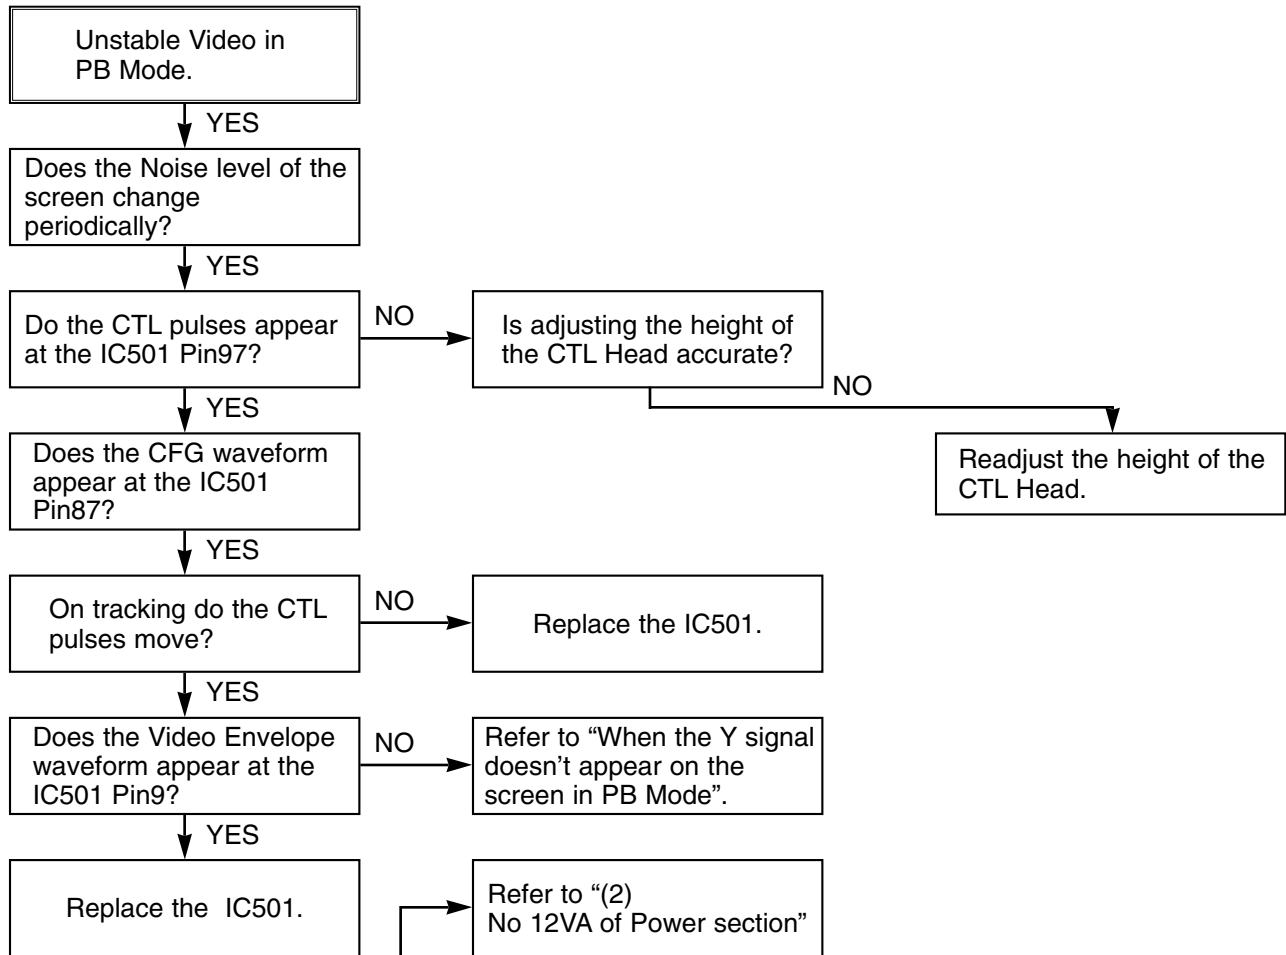 Unstable Video in
PB Mode.
YES
Does the Noise level of the
screen change
periodically?
YES
Do the CTL pulses appear
at the IC501 Pin97?
NO
Is adjusting the height of
the CTL Head accurate?
NO
Readjust the height of the
CTL Head.
YES
Does the CFG waveform
appear at the IC501
Pin87?
YES
On tracking do the CTL
pulses move?
NO
Replace the IC501.
YES
Does the Video Envelope
waveform appear at the
IC501 Pin9?
NO
Refer to “When the Y signal
doesn't appear on the
screen in PB Mode”.
YES
Replace the  IC501.
Refer to “(2)
No 12VA of Power section”